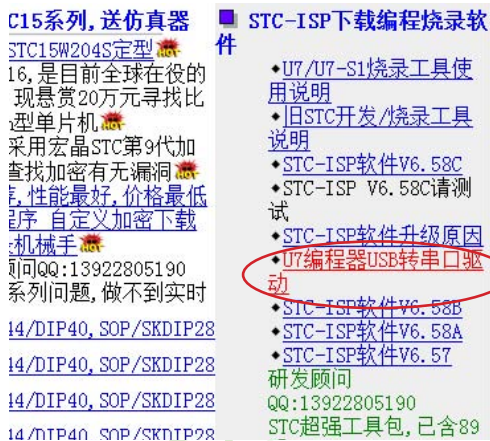 C15系列,送仿真器
STC15W204S定型
16,是目前全球在役的
现悬赏20万元寻找比
型单片机
采用宏晶STC第9代加
查找加密有无漏洞
,性能最好,价格最低
程序 自定义加密下载
机械手
顾问QQ:13922805190
系列问题,做不到实时
44/DIP40,SOP/SKDIP28
44/DIP40,SOP/SKDIP28
44/DIP40,SOP/SKDIP28
44/DIP40,SOP/SKDIP28
STC-ISP下载编程烧录软
件
U7/U7-S1烧录工具使
用说明
旧STC开发/烧录工具
说明
STC-ISP软件V6.58C
STC-ISP V6.58C请测
试
STC-ISP软件升级原因
U7编程器USB转串口驱
动
STC-ISP软件V6.58B
STC-ISP软件V6.58A
STC-ISP软件V6.57
研发顾问
QQ:13922805190
STC超强工具包,已含89